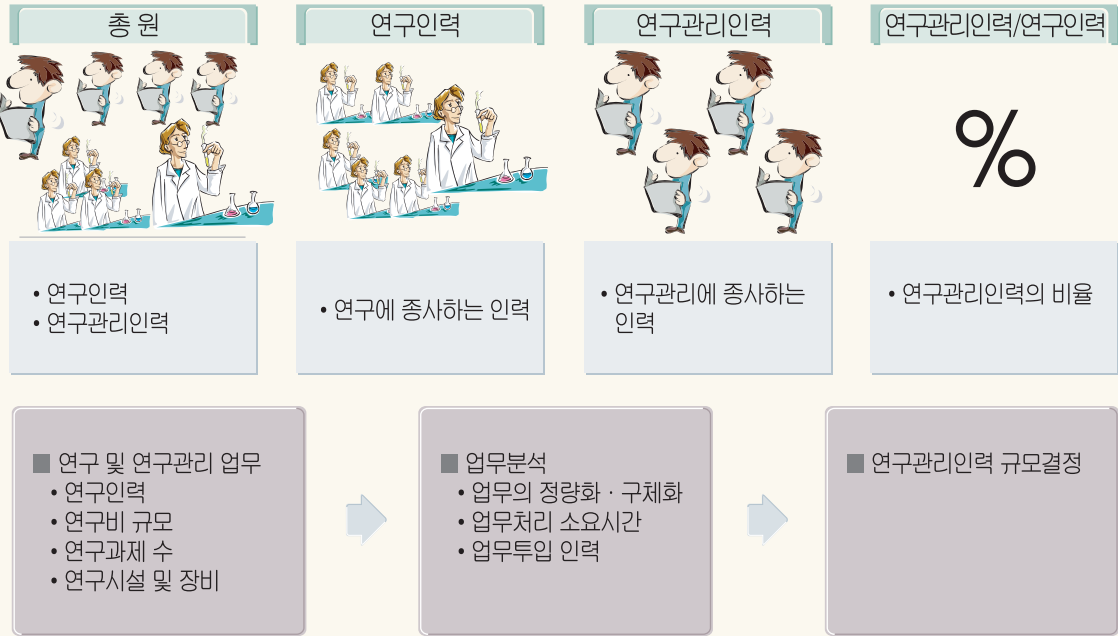 총 원
연구인력
연구관리인력
연구관리인력/연구인력
%
• 연구인력
• 연구관리인력
• 연구에 종사하는 인력
• 연구관리에 종사하는
인력
• 연구관리인력의 비율
■ 연구 및 연구관리 업무
• 연구인력
• 연구비 규모
• 연구과제 수
• 연구시설 및 장비
■ 업무분석
• 업무의 정량화 · 구체화
• 업무처리 소요시간
• 업무투입 인력
■ 연구관리인력 규모결정